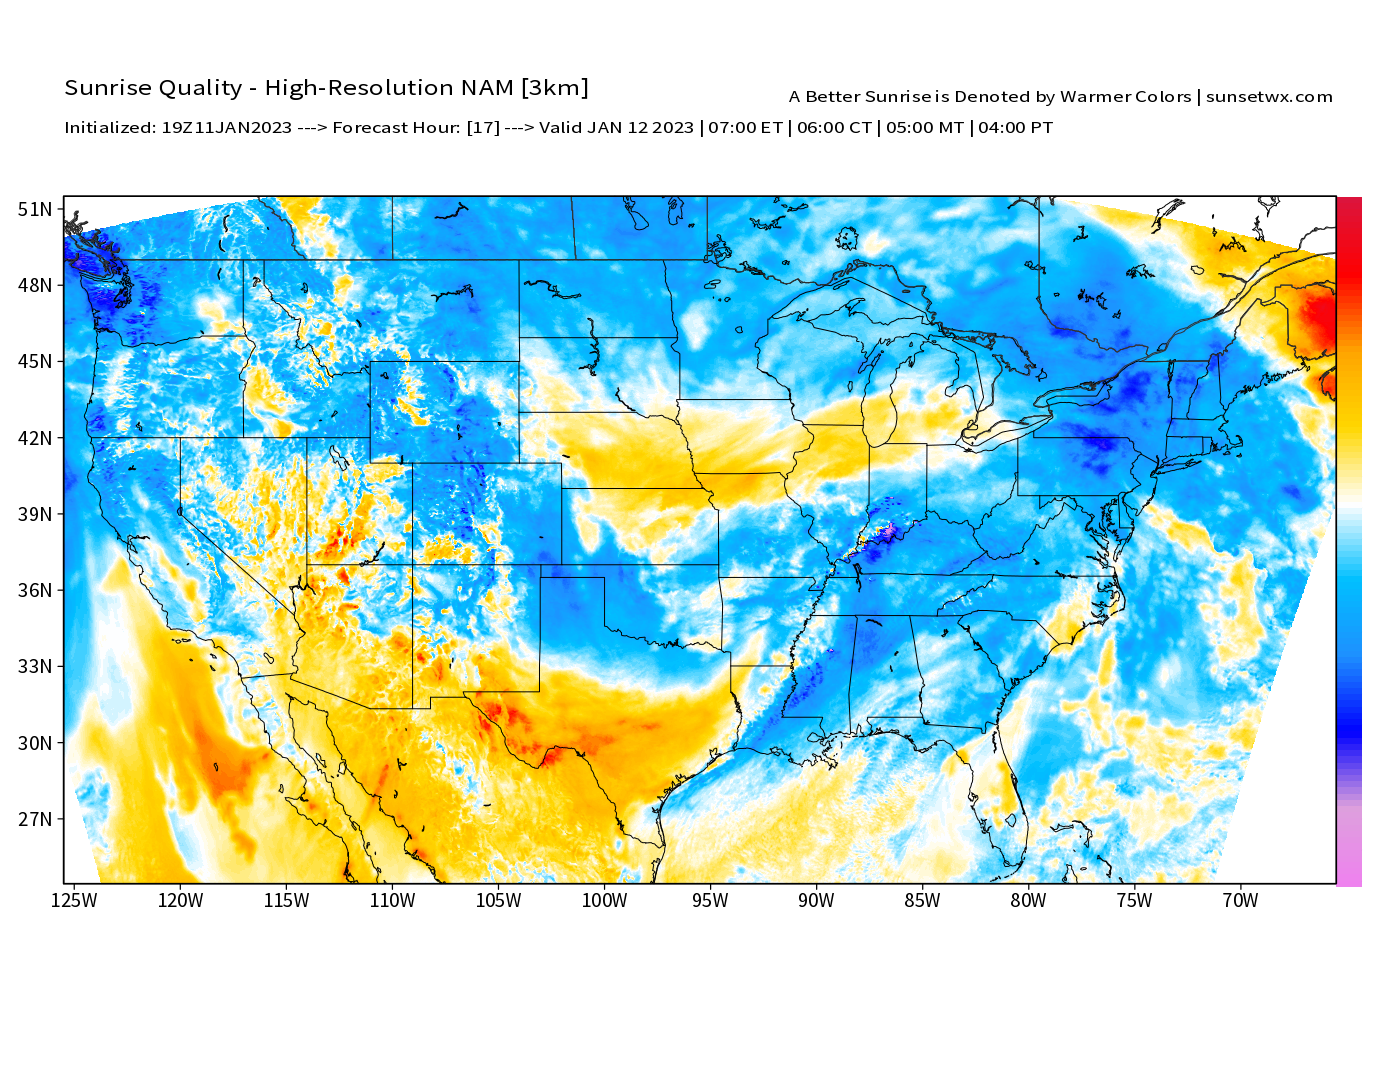 Sunrise Quality - High-Resolution NAM [3km]
A Better Sunrise is Denoted by Warmer Colors | sunsetwx.com
Initialized: 19Z11JAN2023 ---> Forecast Hour: [17] ---> Valid JAN 12 2023 | 07:00 ET | 06:00 CT | 05:00 MT | 04:00 PT
51N
48N
45N
42N
39N
36N
33N
30N
27N
125W 120W 115W 110W 105W 100W 95W 90W 85W 80W 75W 70W